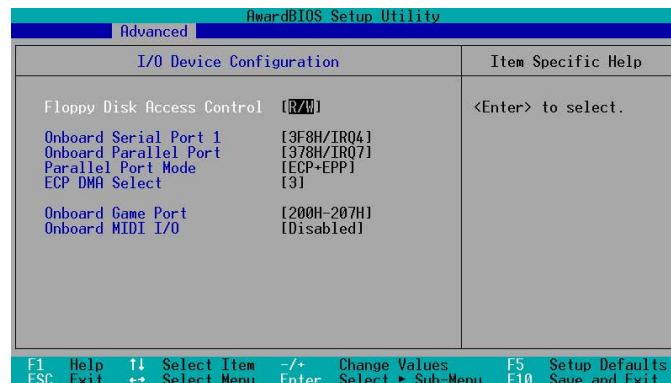 AwardBIOS Setup Utility
Advanced
I/O Device Configuration
Item Specific Help
Floppy Disk Access Control [R/W]
<Enter> to select.
Onboard Serial Port 1 [3F8H/IRQ4]
Onboard Parallel Port [378H/IRQ7]
Parallel Port Mode [ECP+EPP]
ECP DMA Select [3]
Onboard Game Port [200H-207H]
Onboard MIDI I/O [Disabled]
F1 Help ↑↓ Select Item -/+ Change Values F5 Setup Defaults
ESC Exit ←→ Select Menu Enter Select ► Sub-Menu F10 Save and Exit